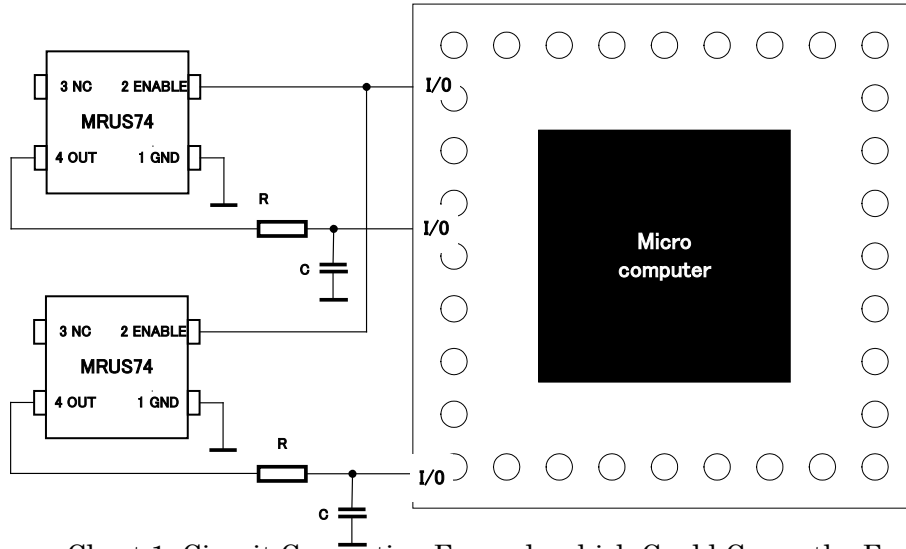 3 NC 2 ENABLE
MRUS74
4 OUT 1 GND
I/0
R
I/0
C
Micro
computer
3 NC 2 ENABLE
MRUS74
4 OUT 1 GND
R
I/0
C